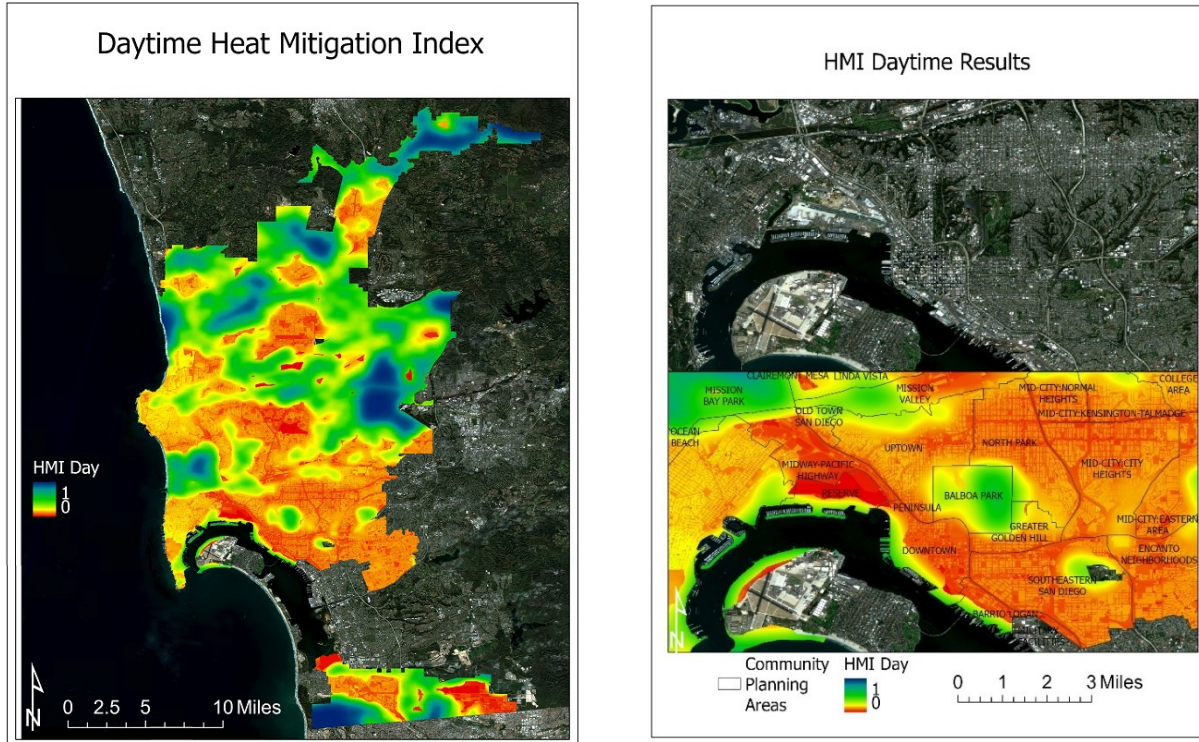 Daytime Heat Mitigation Index
HMI Day
1
0
N
0 2.5 5 10 Miles
HMI Daytime Results
CLAIREMONT MESA
LINDA VISTA
MISSION
BAY PARK
MISSION
VALLEY
MID-CITY:NORMAL
HEIGHTS
COLLEGE
AREA
OLD TOWN
SAN DIEGO
MID-CITY:KENSINGTON-TALMADGE
OCEAN
BEACH
UPTOWN
NORTH PARK
MIDWAY-PACIFIC
HIGHWAY
MID-CITY:CITY
HEIGHTS
RESERVE
BALBOA PARK
PENINSULA
GREATER
GOLDEN HILL
MID-CITY:EASTERN
AREA
DOWNTOWN
ENCANTO
NEIGHBORHOODS
SOUTHEASTERN
SAN DIEGO
BARRIO LOGAN
N
Community
Planning
Areas
HMI Day
1
0
0 1 2 3 Miles